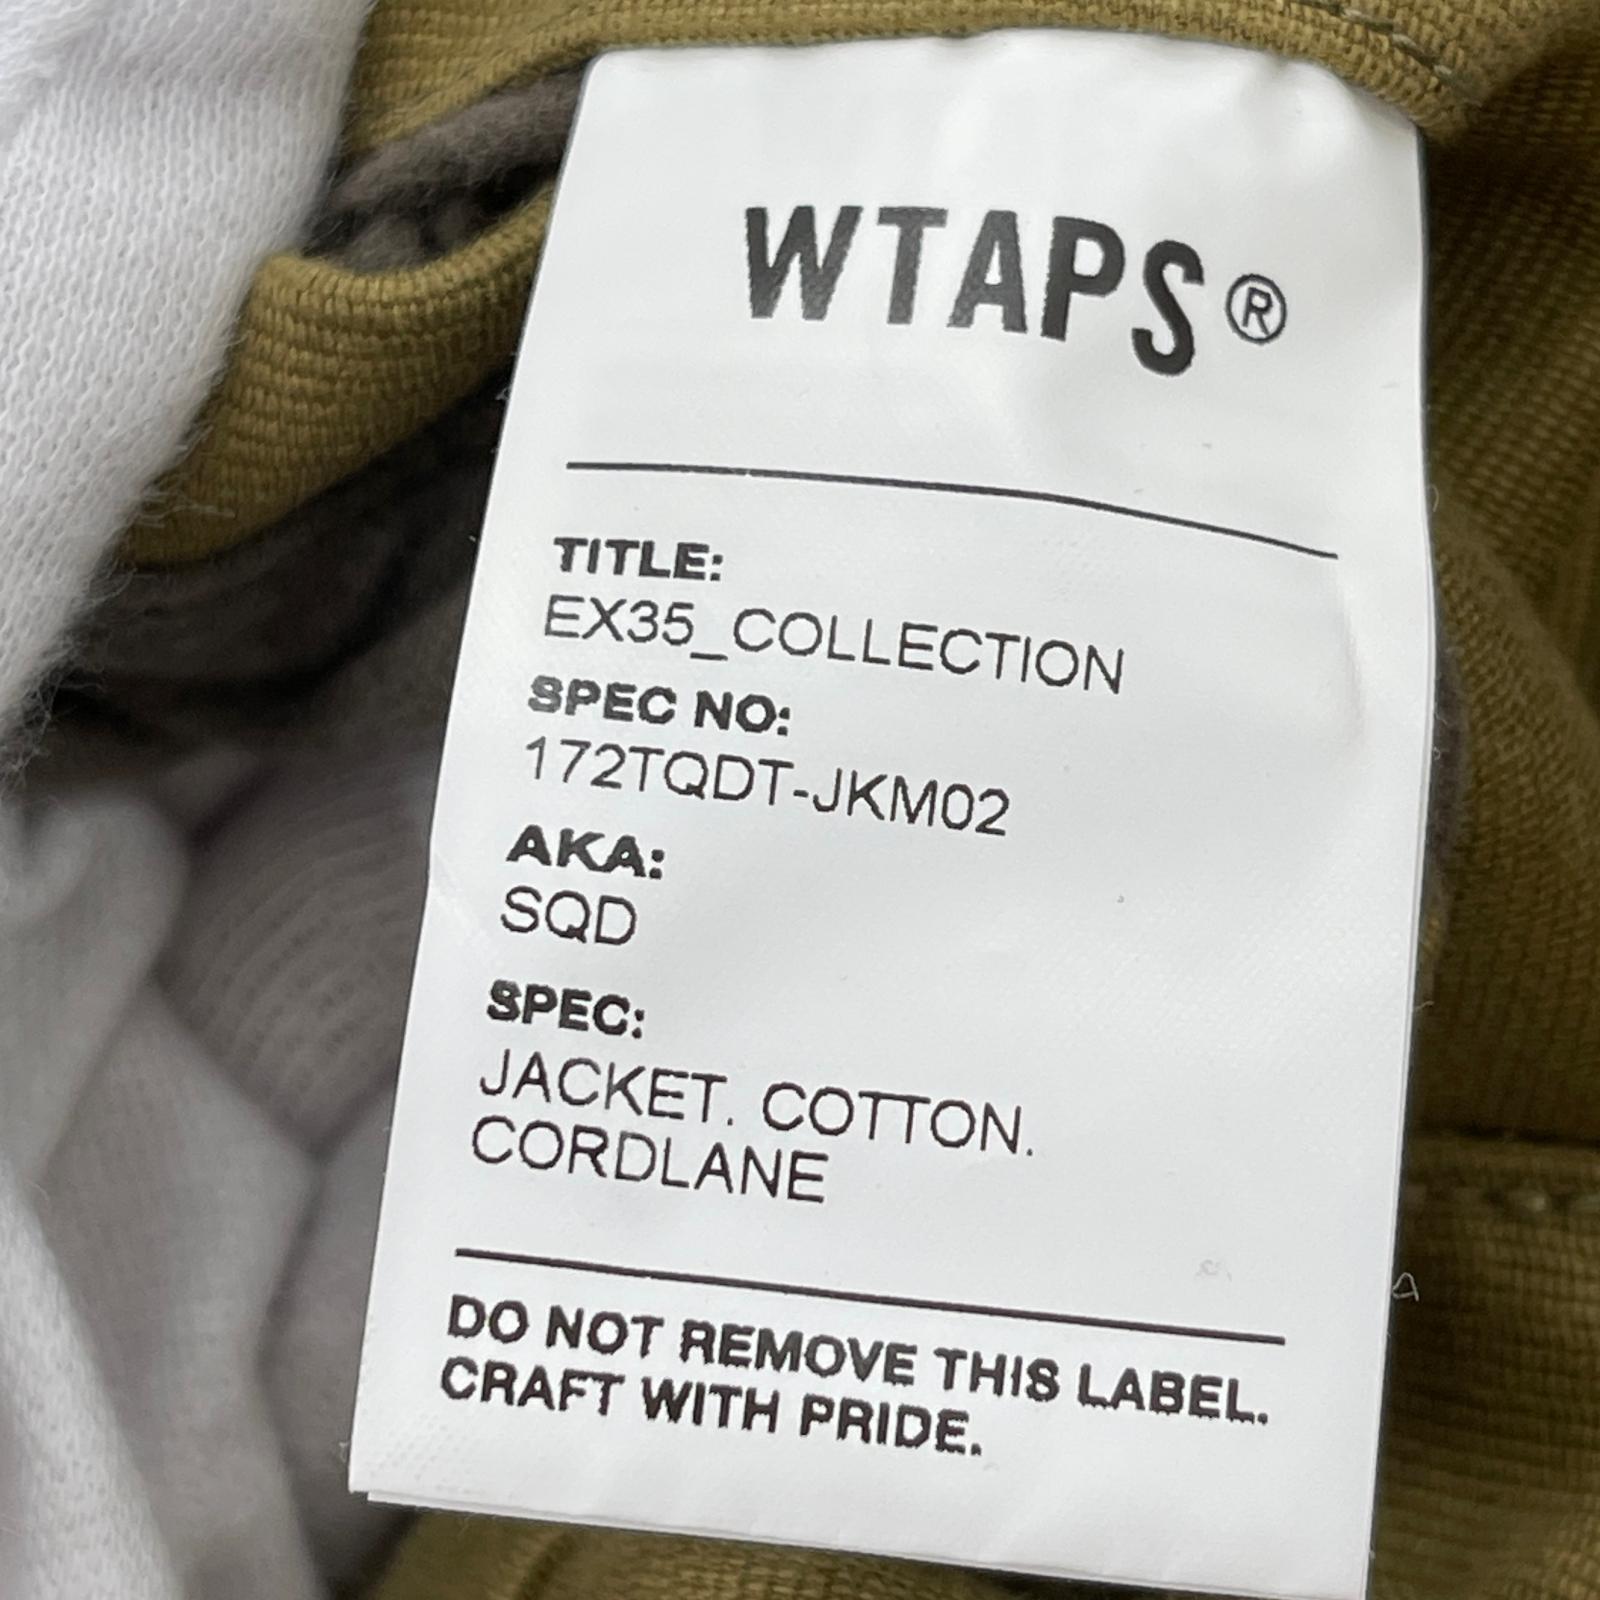 WTAPS®
TITLE:
EX35_COLLECTION
SPEC NO:
172TQDT-JKM02
AKA:
SQD
SPEC:
JACKET. COTTON.
CORDLANE
DO NOT REMOVE THIS LABEL.
CRAFT WITH PRIDE.